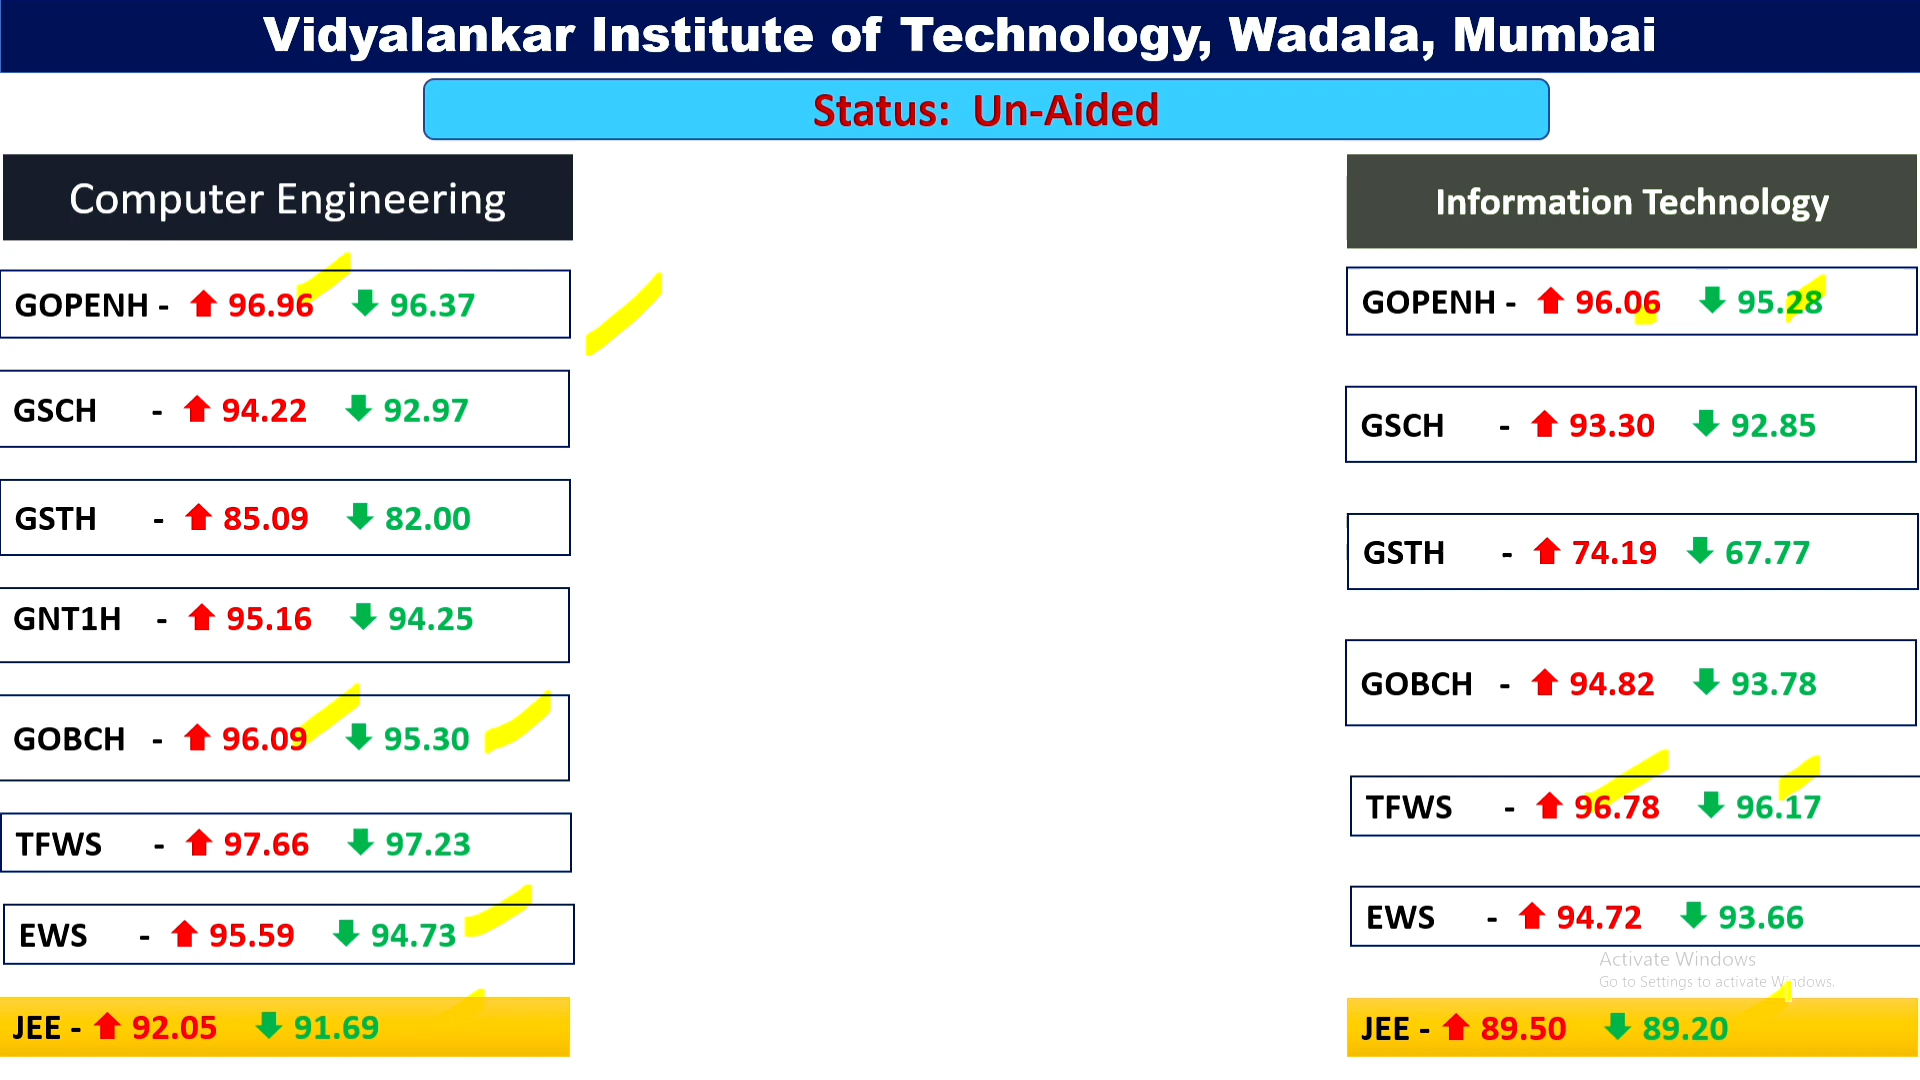 Vidyalankar Institute of Technology, Wadala, Mumbai
Status: Un-Aided
Computer Engineering
GOPENH - 96.96 96.37
GSCH - 94.22 92.97
GSTH - 85.09 82.00
GNT1H - 95.16 94.25
GOBCH - 96.09 95.30
TFWS - 97.66 97.23
EWS - 95.59 94.73
JEE - 92.05 91.69
Information Technology
GOPENH - 96.06 95.28
GSCH - 93.30 92.85
GSTH - 74.19 67.77
GOBCH - 94.82 93.78
TFWS - 96.78 96.17
EWS - 94.72 93.66
Activate Windows
Go to Settings to activate Windows.
JEE - 89.50 89.20